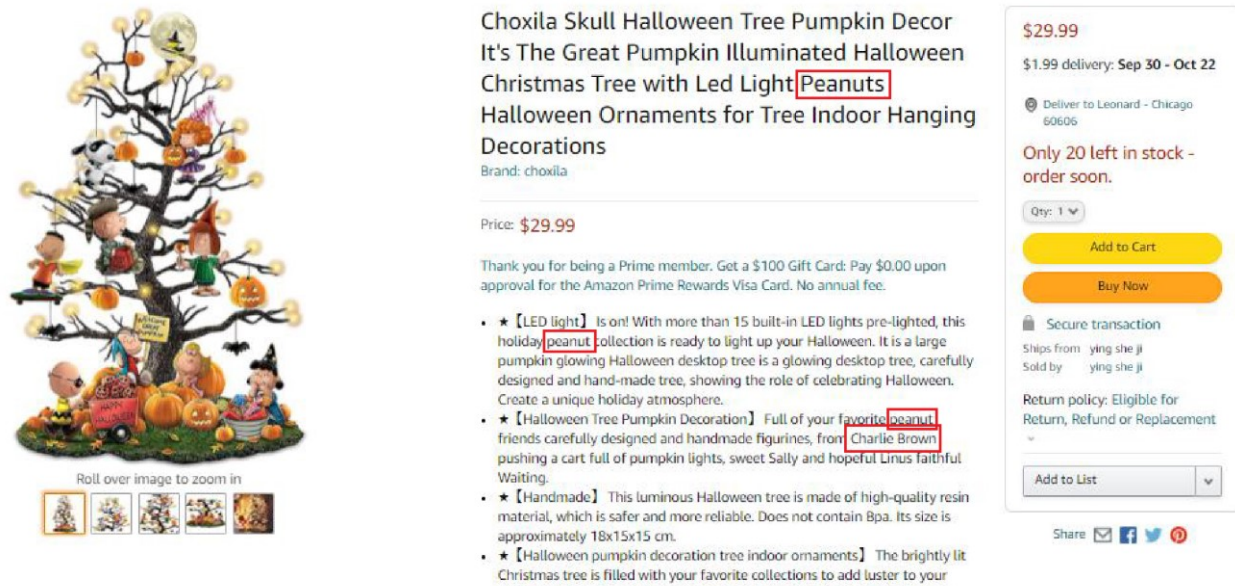 Choxila Skull Halloween Tree Pumpkin Decor
It's The Great Pumpkin Illuminated Halloween
Christmas Tree with Led Light Peanuts
Halloween Ornaments for Tree Indoor Hanging
Decorations
Brand: choxila
Price: $29.99
Thank you for being a Prime member. Get a $100 Gift Card: Pay $0.00 upon
approval for the Amazon Prime Rewards Visa Card. No annual fee.
• ★【LED light】 Is on! With more than 15 built-in LED lights pre-lighted, this
holiday peanut collection is ready to light up your Halloween. It is a large
pumpkin glowing Halloween desktop tree is a glowing desktop tree, carefully
designed and hand-made tree, showing the role of celebrating Halloween.
Create a unique holiday atmosphere.
• ★【Halloween Tree Pumpkin Decoration】 Full of your favorite peanut
friends carefully designed and handmade figurines, from Charlie Brown
pushing a cart full of pumpkin lights, sweet Sally and hopeful Linus faithful
Waiting.
• ★【Handmade】 This luminous Halloween tree is made of high-quality resin
material, which is safer and more reliable. Does not contain Bpa. Its size is
approximately 18x15x15 cm.
• ★【Halloween pumpkin decoration tree indoor ornaments】 The brightly lit
Christmas tree is filled with your favorite collections to add luster to your
WELCOME
GREAT
PUMPKIN
HAPPY
HALLOWEEN
Roll over image to zoom in
$29.99
$1.99 delivery: Sep 30 - Oct 22
Deliver to Leonard - Chicago
60606
Only 20 left in stock -
order soon.
Qty: 1
Add to Cart
Buy Now
Secure transaction
Ships from ying she ji
Sold by ying she ji
Return policy: Eligible for
Return, Refund or Replacement
Add to List
Share